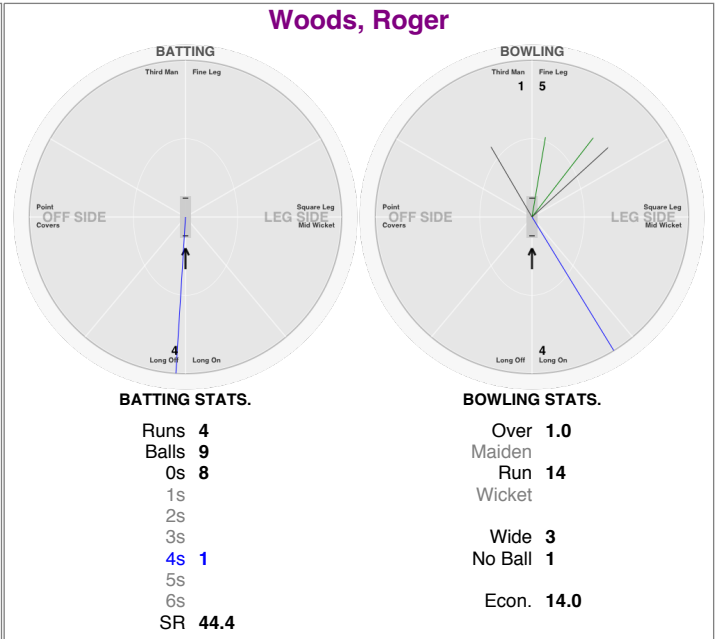 Woods, Roger
BATTING
BOWLING
Third Man Fine Leg
Third Man Fine Leg
1 5
Point
OFF SIDE
Covers
Square Leg
LEG SIDE
Mid Wicket
Point
OFF SIDE
Covers
Square Leg
LEG SIDE
Mid Wicket
4
Long Off Long On
4
Long Off Long On
BATTING STATS.
Runs 4
Balls 9
0s 8
1s
2s
3s
4s 1
5s
6s
SR 44.4
BOWLING STATS.
Over 1.0
Maiden
Run 14
Wicket
Wide 3
No Ball 1
Econ. 14.0